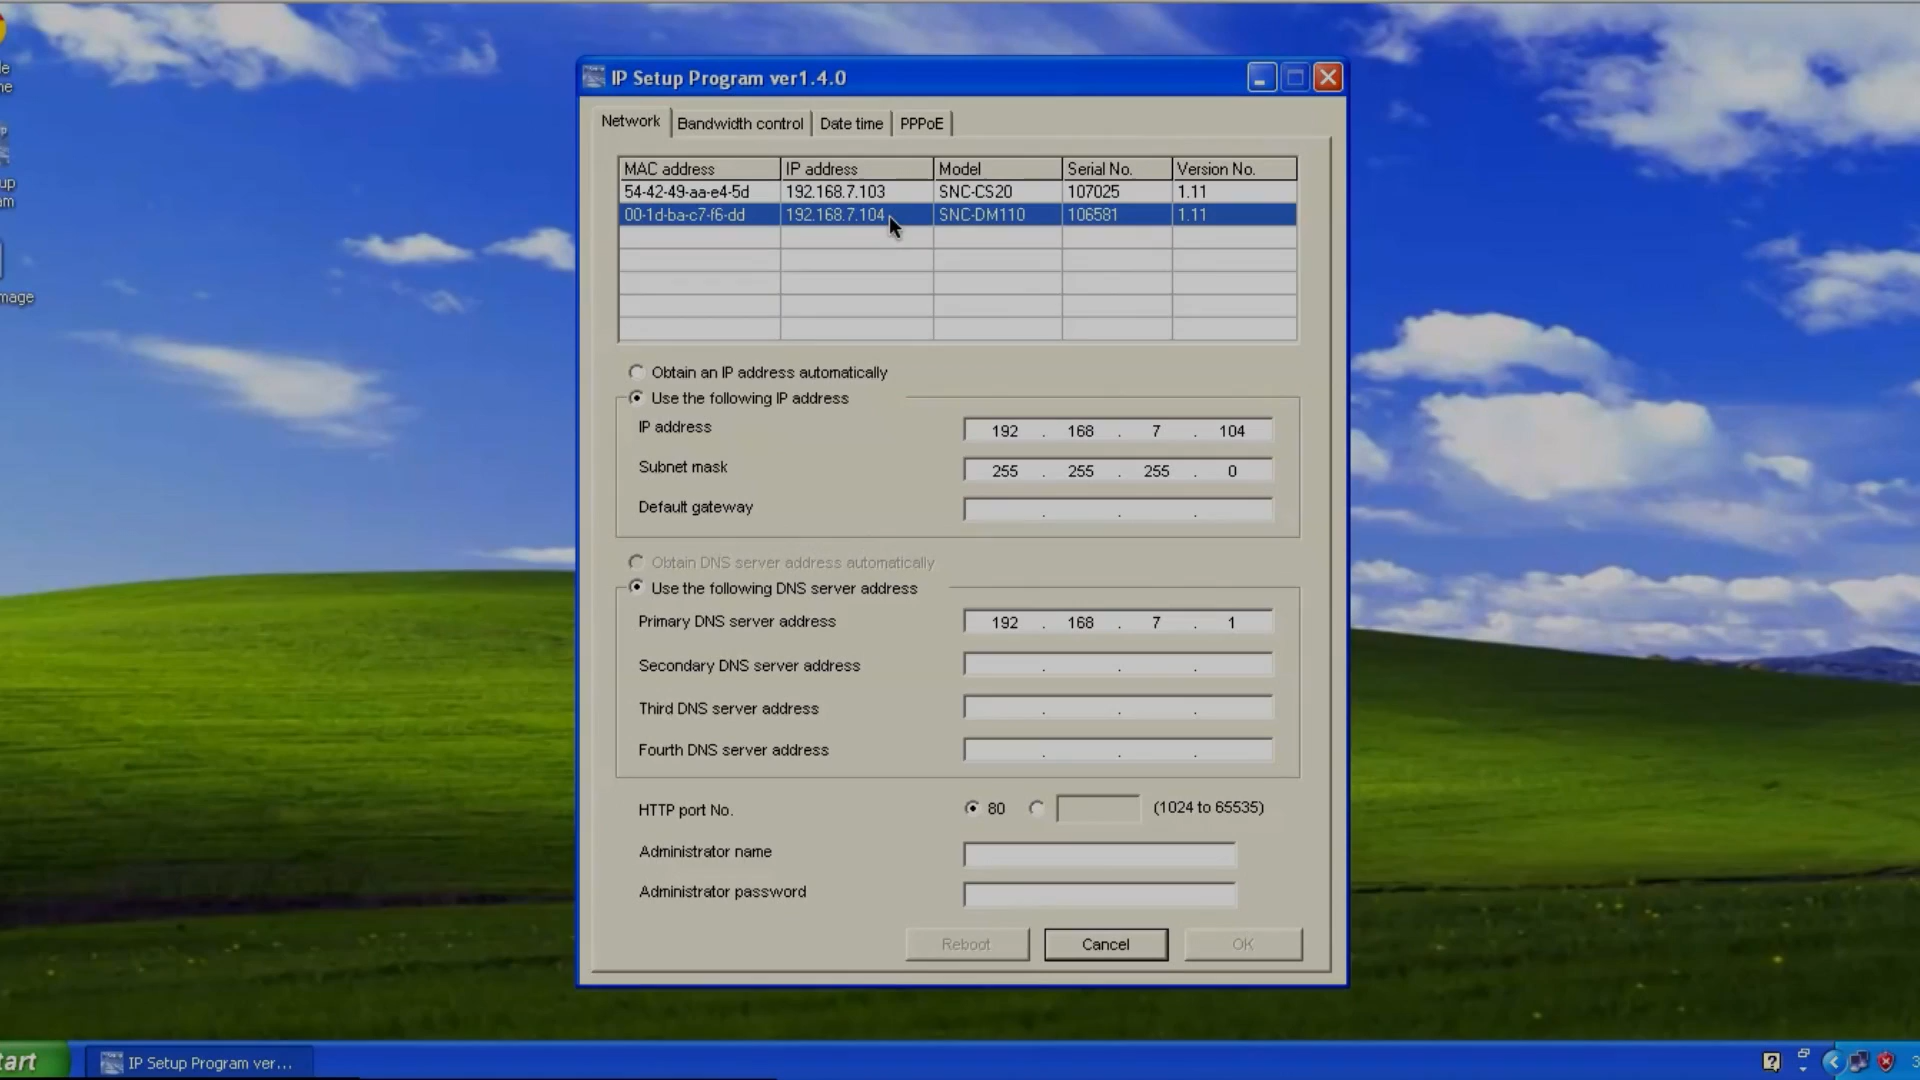 IP Setup Program ver1.4.0
Network Bandwidth control Date time PPPoE
MAC address IP address Model Serial No. Version No.
54-42-49-aa-e4-5d 192.168.7.103 SNC-CS20 107025 1.11
00-1d-ba-c7-f6-dd 192.168.7.104 SNC-DM110 106581 1.11
Obtain an IP address automatically
Use the following IP address
IP address 192 . 168 . 7 . 104
Subnet mask 255 . 255 . 255 . 0
Default gateway . . .
Obtain DNS server address automatically
Use the following DNS server address
Primary DNS server address 192 . 168 . 7 . 1
Secondary DNS server address . . .
Third DNS server address . . .
Fourth DNS server address . . .
HTTP port No. 80 (1024 to 65535)
Administrator name
Administrator password
Reboot Cancel OK
le
me
up
am
mage
tart IP Setup Program ver... ?